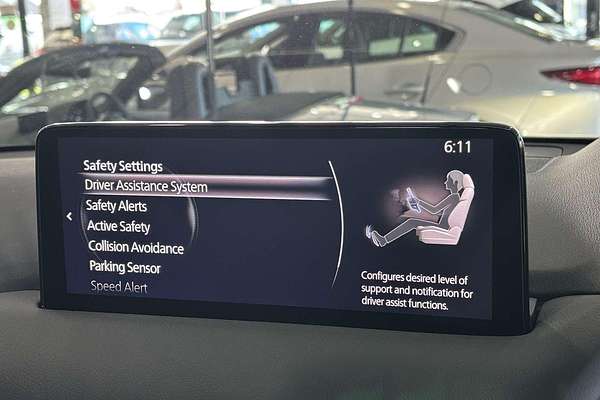 6:11
Safety Settings
Driver Assistance System
Safety Alerts
Active Safety
Collision Avoidance
Parking Sensor
Speed Alert
Configures desired level of
support and notification for
driver assist functions.